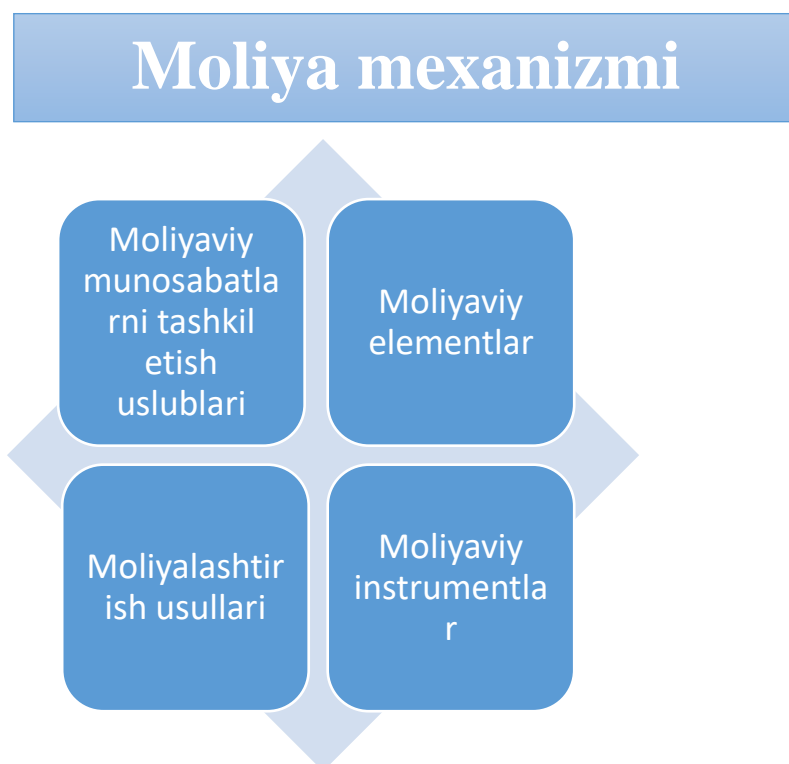 Moliya mexanizmi
Moliyaviy
munosabatla
rni tashkil
etish
uslublari
Moliyaviy
elementlar
Moliyalashtir
ish usullari
Moliyaviy
instrumentla
r